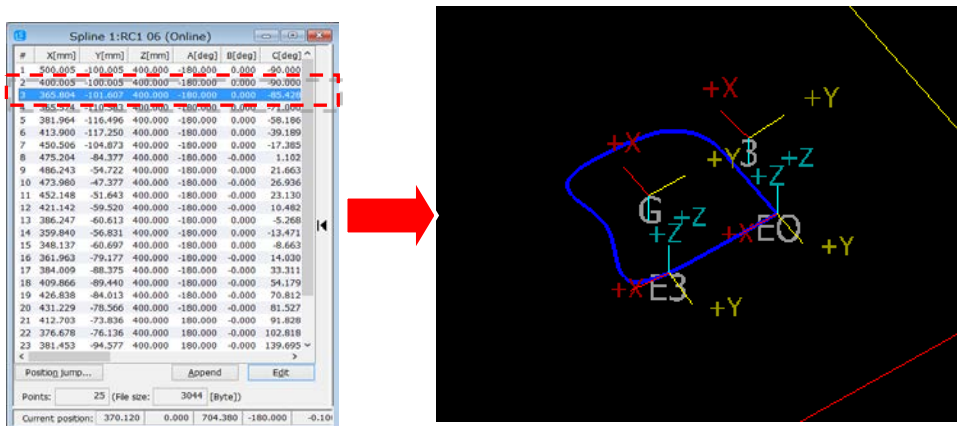 Spline 1:RC1 06 (Online)
# X[mm] Y[mm] Z[mm] A[deg] B[deg] C[deg]
1 500.005 -100.005 400.000 -180.000 0.000 -90.000
2 400.005 -100.005 400.000 -180.000 0.000 -90.000
3 365.804 -101.607 400.000 -180.000 0.000 -85.428
5 381.964 -116.496 400.000 -180.000 0.000 -58.186
6 413.900 -117.250 400.000 -180.000 0.000 -39.189
7 450.506 -104.873 400.000 -180.000 0.000 -17.385
8 475.204 -84.377 400.000 -180.000 -0.000 1.102
9 486.243 -54.722 400.000 -180.000 -0.000 21.663
10 473.980 -47.377 400.000 -180.000 -0.000 26.936
11 452.148 -51.643 400.000 -180.000 -0.000 23.130
12 421.142 -59.520 400.000 -180.000 -0.000 10.482
13 386.247 -60.613 400.000 -180.000 0.000 -5.268
14 359.840 -56.831 400.000 -180.000 0.000 -13.471
15 348.137 -60.697 400.000 -180.000 0.000 -8.663
16 361.963 -79.177 400.000 -180.000 -0.000 14.030
17 384.009 -88.375 400.000 -180.000 -0.000 33.311
18 409.866 -89.440 400.000 -180.000 -0.000 54.179
19 426.838 -84.013 400.000 -180.000 -0.000 70.812
20 431.229 -78.566 400.000 -180.000 -0.000 81.527
21 412.703 -73.836 400.000 180.000 -0.000 91.828
22 376.678 -76.136 400.000 180.000 -0.000 102.818
23 381.453 -94.577 400.000 180.000 -0.000 139.695
Position Jump... Append Edit
Points: 25 (File size: 3044 [Byte])
Current position: 370.120 0.000 704.380 -180.000
+X +Y
+X +Y 3 +Z
+Z
G +Z
+Z +X E0
+Y
+X E3
+Y